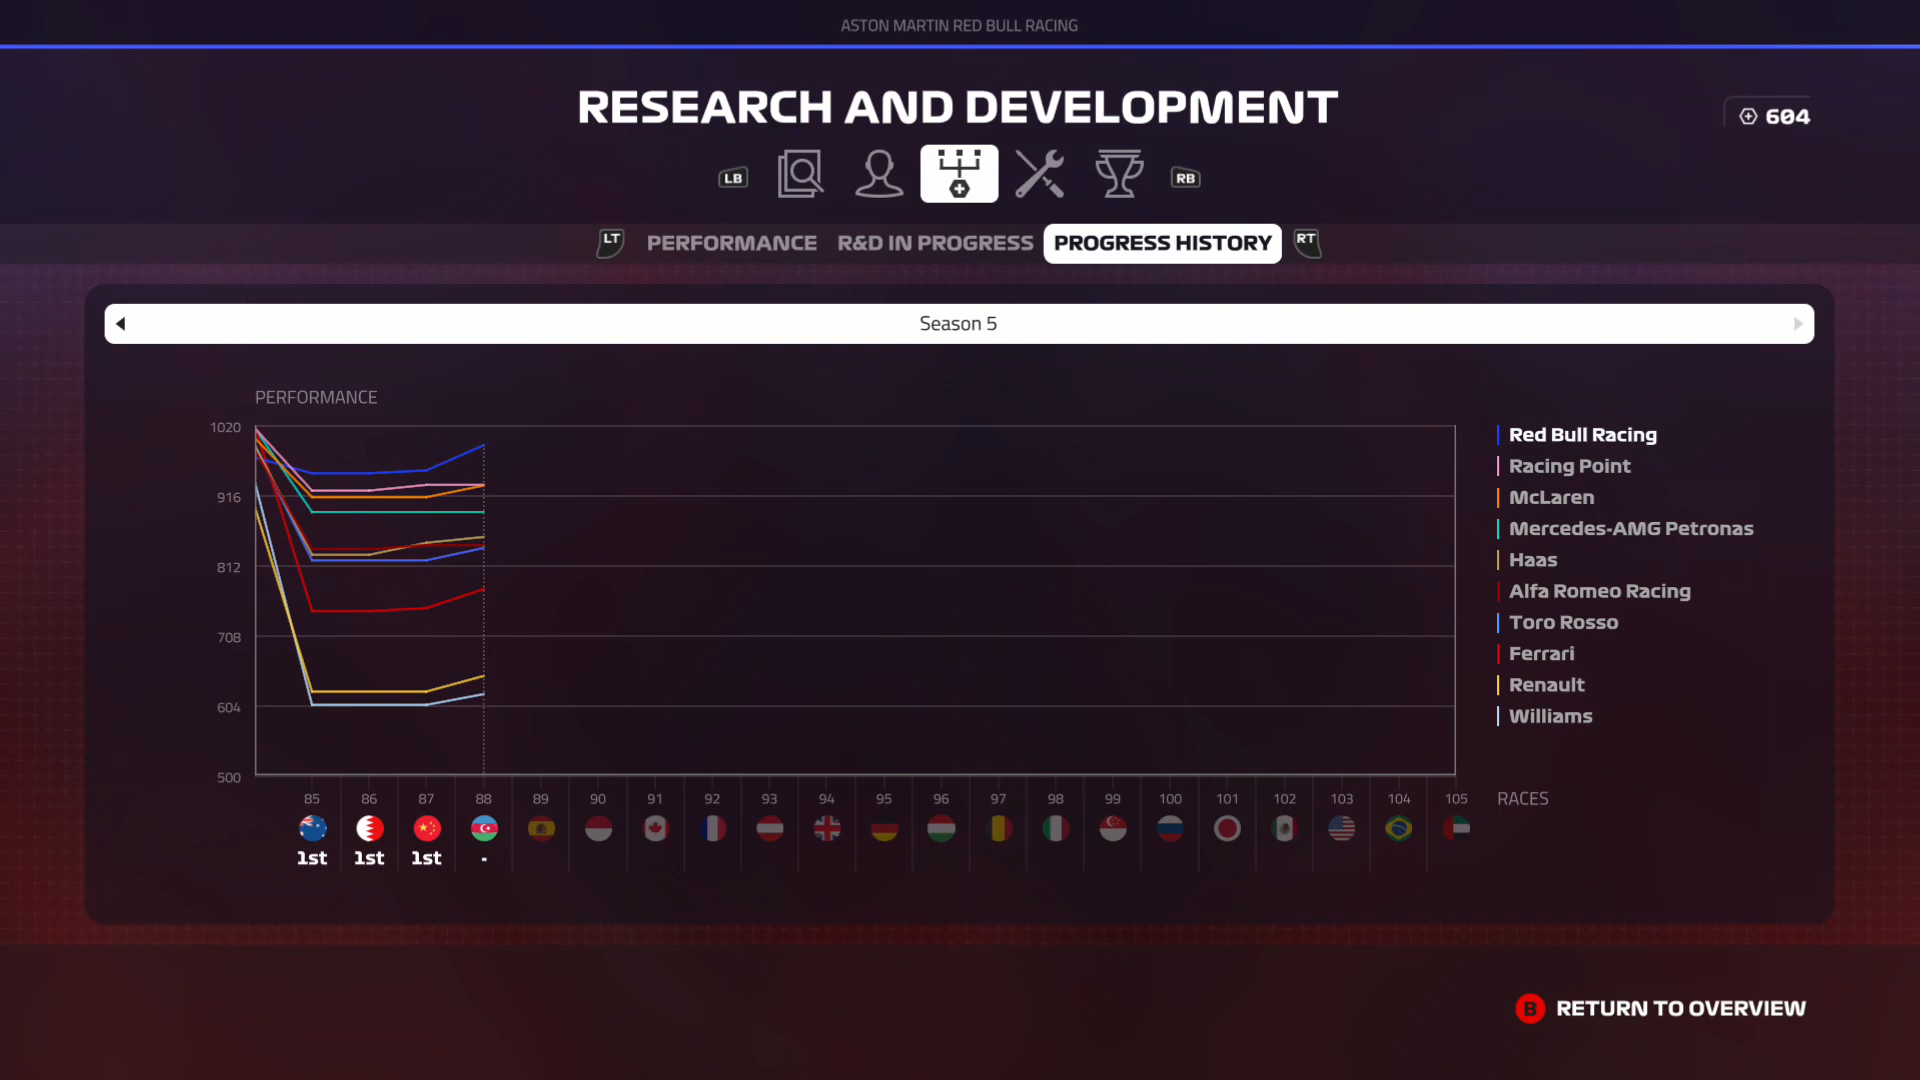 ASTON MARTIN RED BULL RACING
RESEARCH AND DEVELOPMENT
604
LB
RB
LT
PERFORMANCE
R&D IN PROGRESS
PROGRESS HISTORY
RT
Season 5
PERFORMANCE
1020
916
812
708
604
500
Red Bull Racing
Racing Point
McLaren
Mercedes-AMG Petronas
Haas
Alfa Romeo Racing
Toro Rosso
Ferrari
Renault
Williams
85 86 87 88 89 90 91 92 93 94 95 96 97 98 99 100 101 102 103 104 105 RACES
1st 1st 1st -
B RETURN TO OVERVIEW